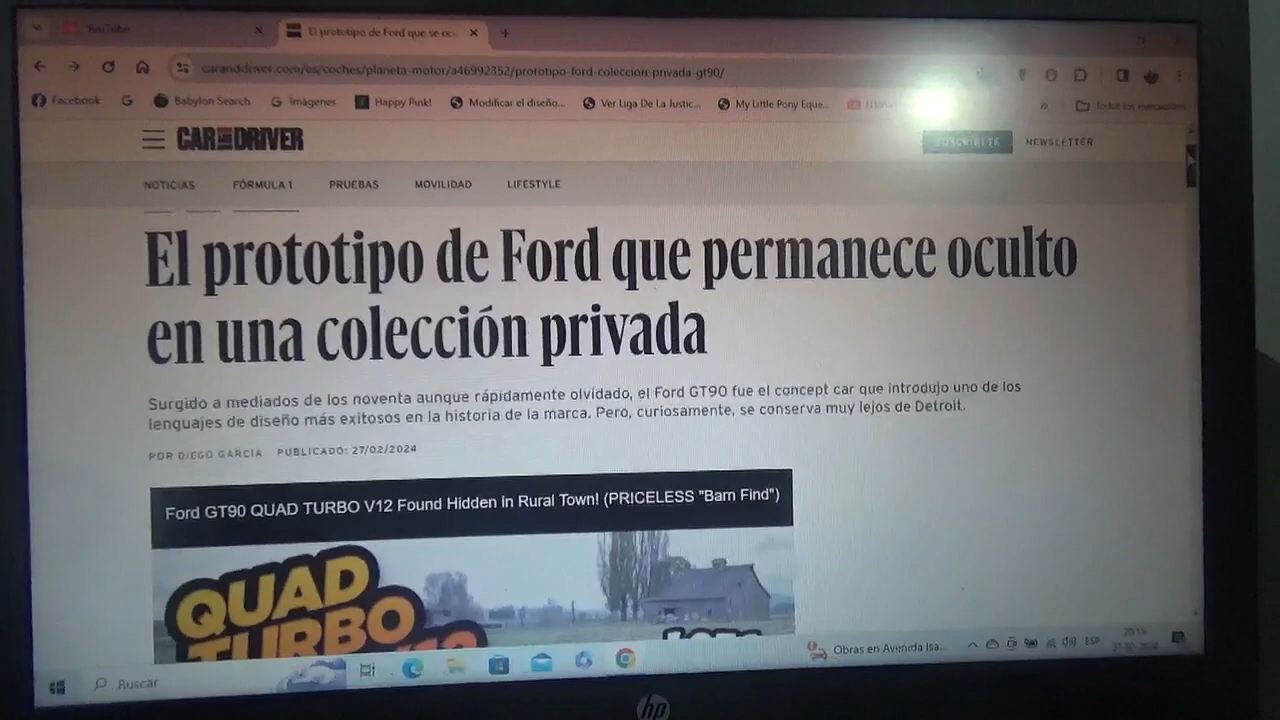 YouTube
El prototipo de Ford que se oc
caranddriver.com/es/coches/planeta-motor/a46992352/prototipo-ford-coleccion-privada-gt90/
Facebook
G
Babylon Search
Imágenes
Happy Punk!
Modificar el diseño...
Ver Liga De La Justic...
My Little Pony Eque...
»
Todos los marcadores
CAR AND DRIVER
SUSCRÍBETE
NEWSLETTER
NOTICIAS
FÓRMULA 1
PRUEBAS
MOVILIDAD
LIFESTYLE
El prototipo de Ford que permanece oculto
en una colección privada
Surgido a mediados de los noventa aunque rápidamente olvidado, el Ford GT90 fue el concept car que introdujo uno de los
lenguajes de diseño más exitosos en la historia de la marca. Pero, curiosamente, se conserva muy lejos de Detroit.
POR DIEGO GARCÍA PUBLICADO: 27/02/2024
Ford GT90 QUAD TURBO V12 Found Hidden in Rural Town! (PRICELESS "Barn Find")
QUAD
TURBO
V12
Buscar
Obras en Avenida Isa...
ESP
hp